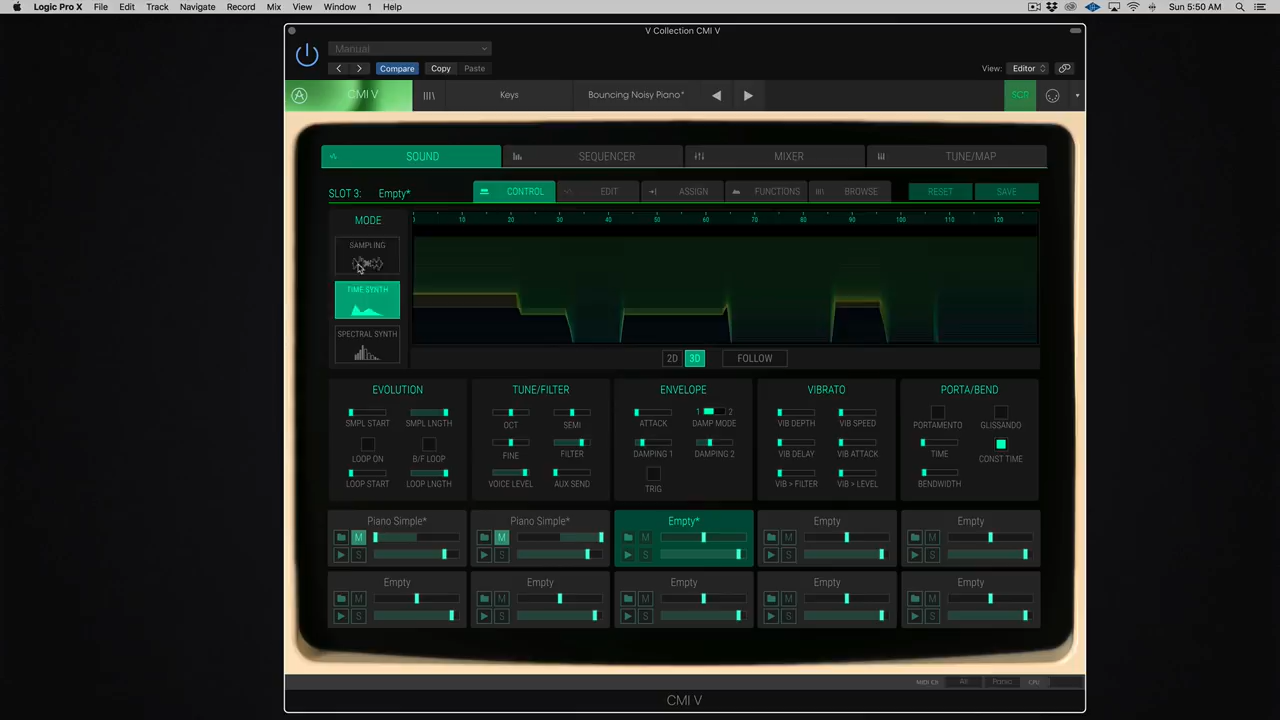 Logic Pro X File Edit Track Navigate Record Mix View Window 1 Help Sun 5:50 AM
V Collection CMI V
Manual
Compare Copy Paste View: Editor
CMI V Keys Bouncing Noisy Piano* SCR
SOUND SEQUENCER MIXER TUNE/MAP
SLOT 3: Empty* CONTROL EDIT ASSIGN FUNCTIONS BROWSE RESET SAVE
MODE
0 10 20 30 40 50 60 70 80 90 100 110 120
SAMPLING
TIME SYNTH
SPECTRAL SYNTH
2D 3D FOLLOW
EVOLUTION TUNE/FILTER ENVELOPE VIBRATO PORTA/BEND
1 2
SMPL START SMPL LNGTH OCT SEMI ATTACK DAMP MODE VIB DEPTH VIB SPEED PORTAMENTO GLISSANDO
LOOP ON B/F LOOP FINE FILTER DAMPING 1 DAMPING 2 VIB DELAY VIB ATTACK TIME CONST TIME
LOOP START LOOP LNGTH VOICE LEVEL AUX SEND TRIG VIB > FILTER VIB > LEVEL BENDWIDTH
Piano Simple* Piano Simple* Empty* Empty Empty
M M M M M
S S S S S
Empty Empty Empty Empty Empty
M M M M M
S S S S S
MIDI CH All Panic CPU
CMI V